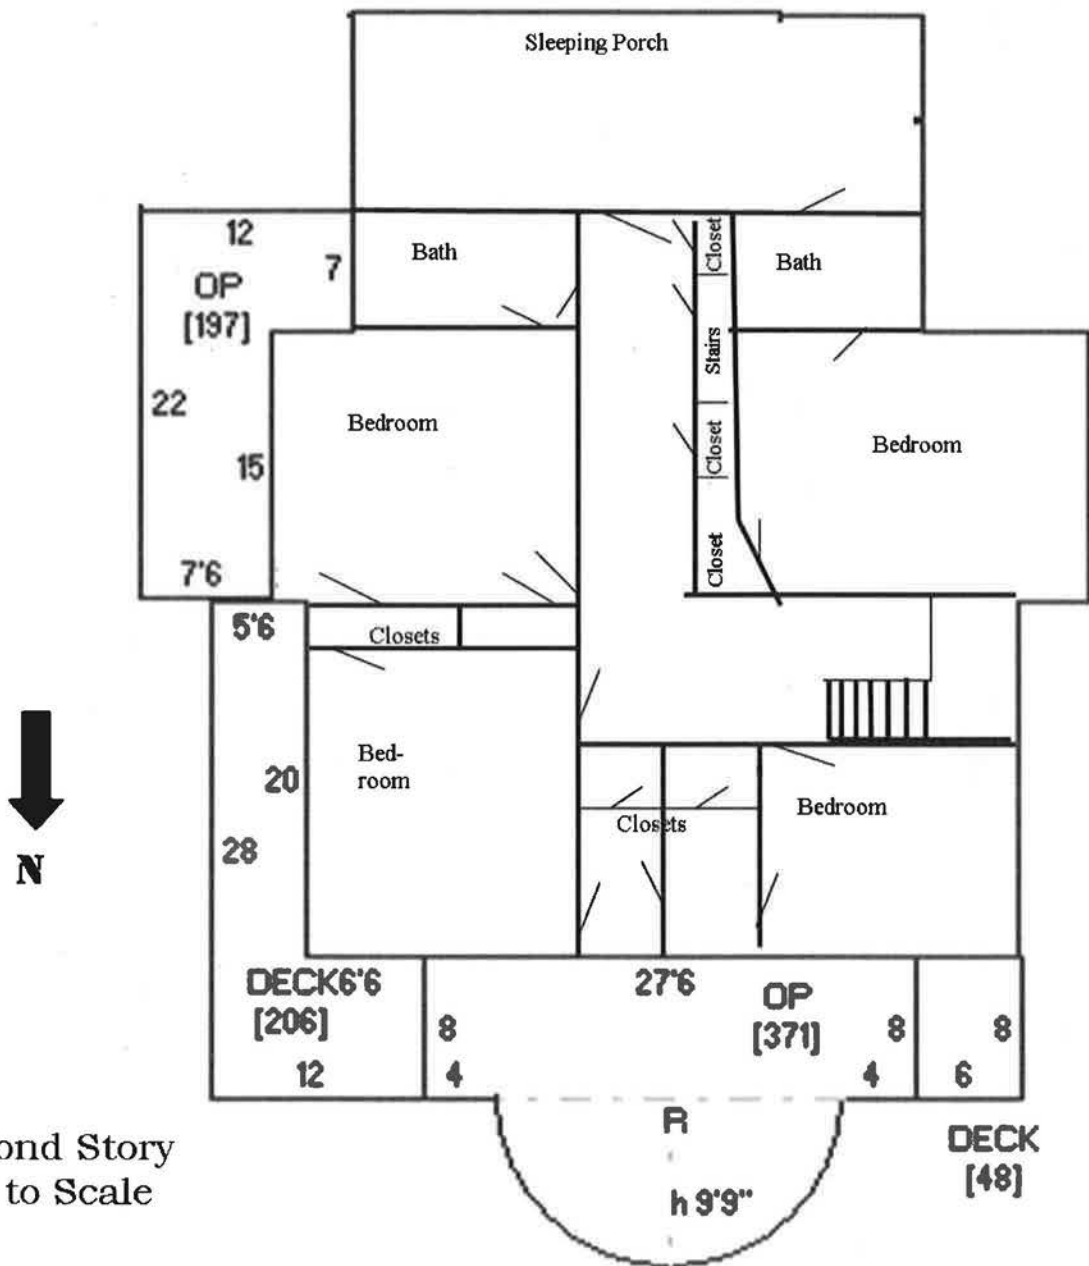 Sleeping Porch
12
7
OP
[197]
Bath
Closet
Bath
22
15
7'6
Bedroom
Stairs
Closet
Closet
Bedroom
5'6
Closets
20
28
Bed-
room
Closets
Bedroom
N
DECK6'6
[206]
12
27'6
OP
[371]
8
4
8
4
8
6
R
h 9'9"
DECK
[48]
ond Story
to Scale